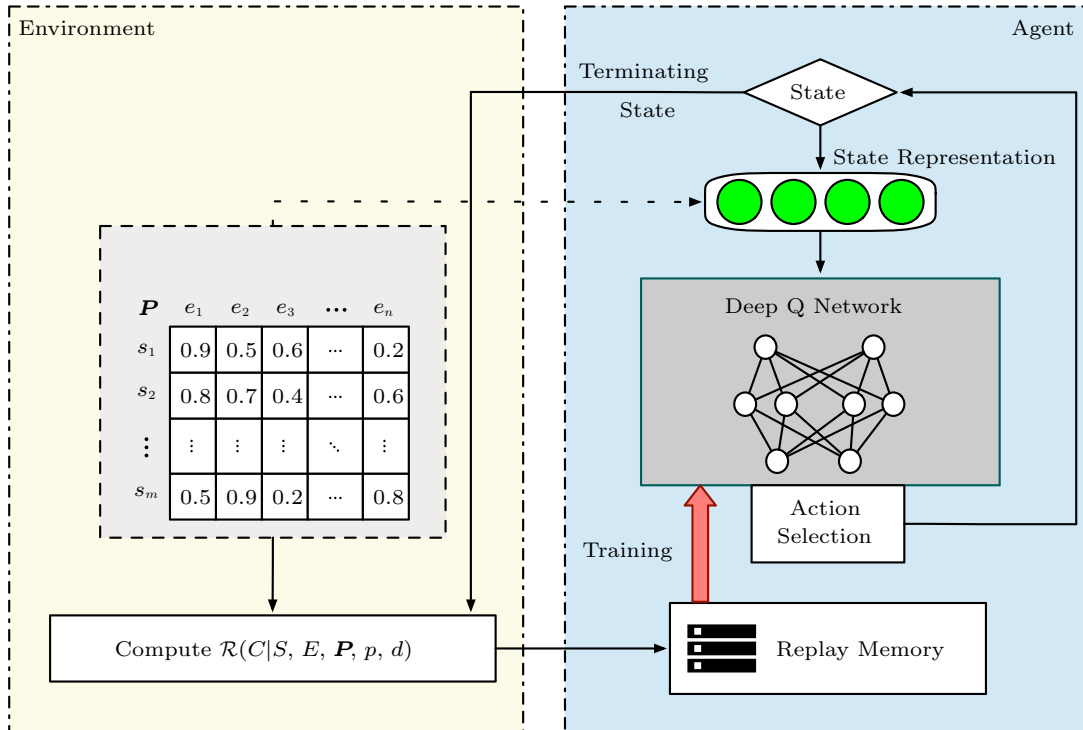 Environment
Agent
Terminating
State
State
State Representation
P e₁ e₂ e₃ ... eₙ
s₁ 0.9 0.5 0.6 ... 0.2
s₂ 0.8 0.7 0.4 ... 0.6
⋮ ⋮ ⋮ ⋮ ⋱ ⋮
sₘ 0.5 0.9 0.2 ... 0.8
Deep Q Network
Action
Selection
Training
Compute ℛ(C|S, E, P, p, d)
Replay Memory